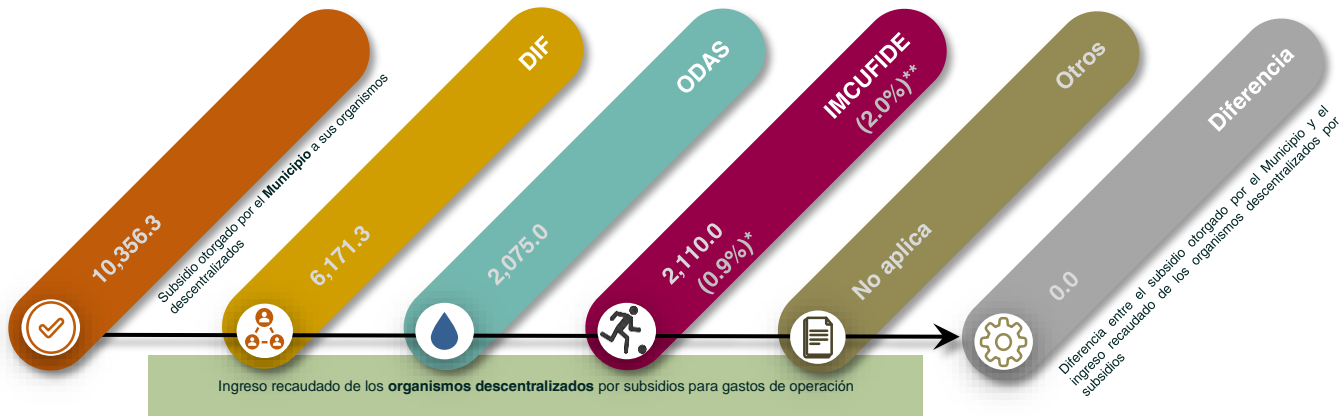 10,356.3
Subsidio otorgado por el Municipio a sus organismos
descentralizados
DIF
6,171.3
ODAS
2,075.0
IMCUFIDE
(2.0%)**
2,110.0
(0.9%)*
Otros
No aplica
Diferencia
0.0
Diferencia entre el subsidio otorgado por el Municipio y el
ingreso recaudado de los organismos descentralizados por
subsidios
Ingreso recaudado de los organismos descentralizados por subsidios para gastos de operación